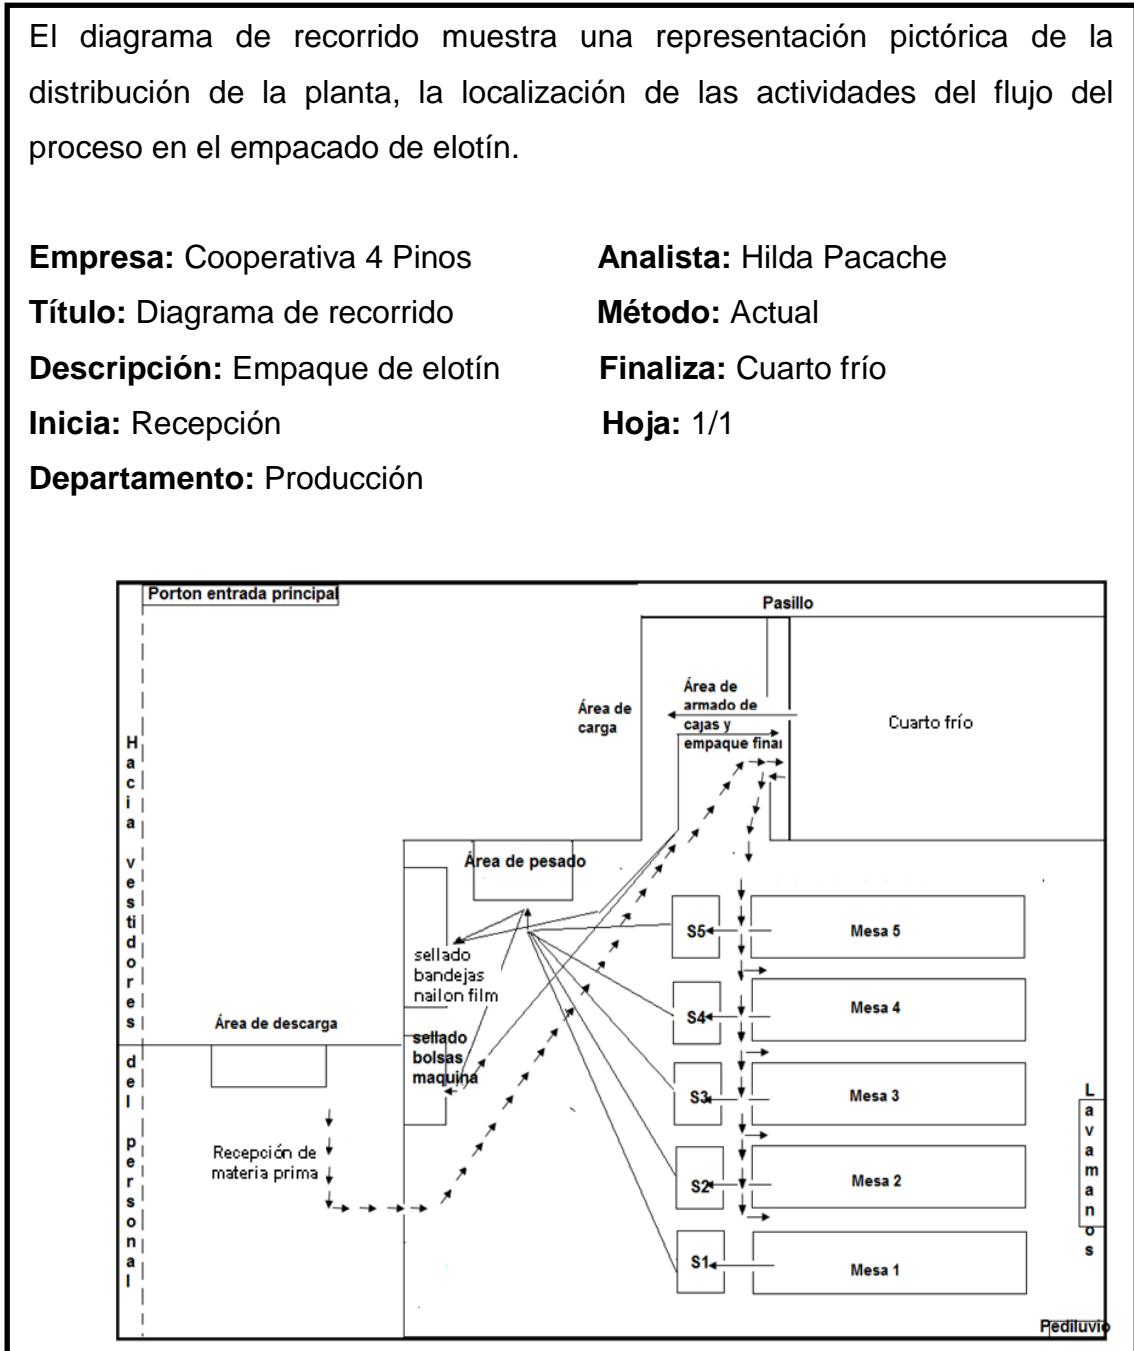 El diagrama de recorrido muestra una representación pictórica de la
distribución de la planta, la localización de las actividades del flujo del
proceso en el empacado de elotín.
Empresa: Cooperativa 4 Pinos Analista: Hilda Pacache
Título: Diagrama de recorrido Método: Actual
Descripción: Empaque de elotín Finaliza: Cuarto frío
Inicia: Recepción Hoja: 1/1
Departamento: Producción
Porton entrada principal
Pasillo
Área de
carga
Área de
armado de
cajas y
empaque final
Cuarto frío
Hacia vestidores del personal
Área de pesado
sellado
bandejas
nailon film
sellado
bolsas
maquina
Área de descarga
Recepción de
materia prima
S5
Mesa 5
S4
Mesa 4
S3
Mesa 3
S2
Mesa 2
S1
Mesa 1
Lavamanos
Pediluvio